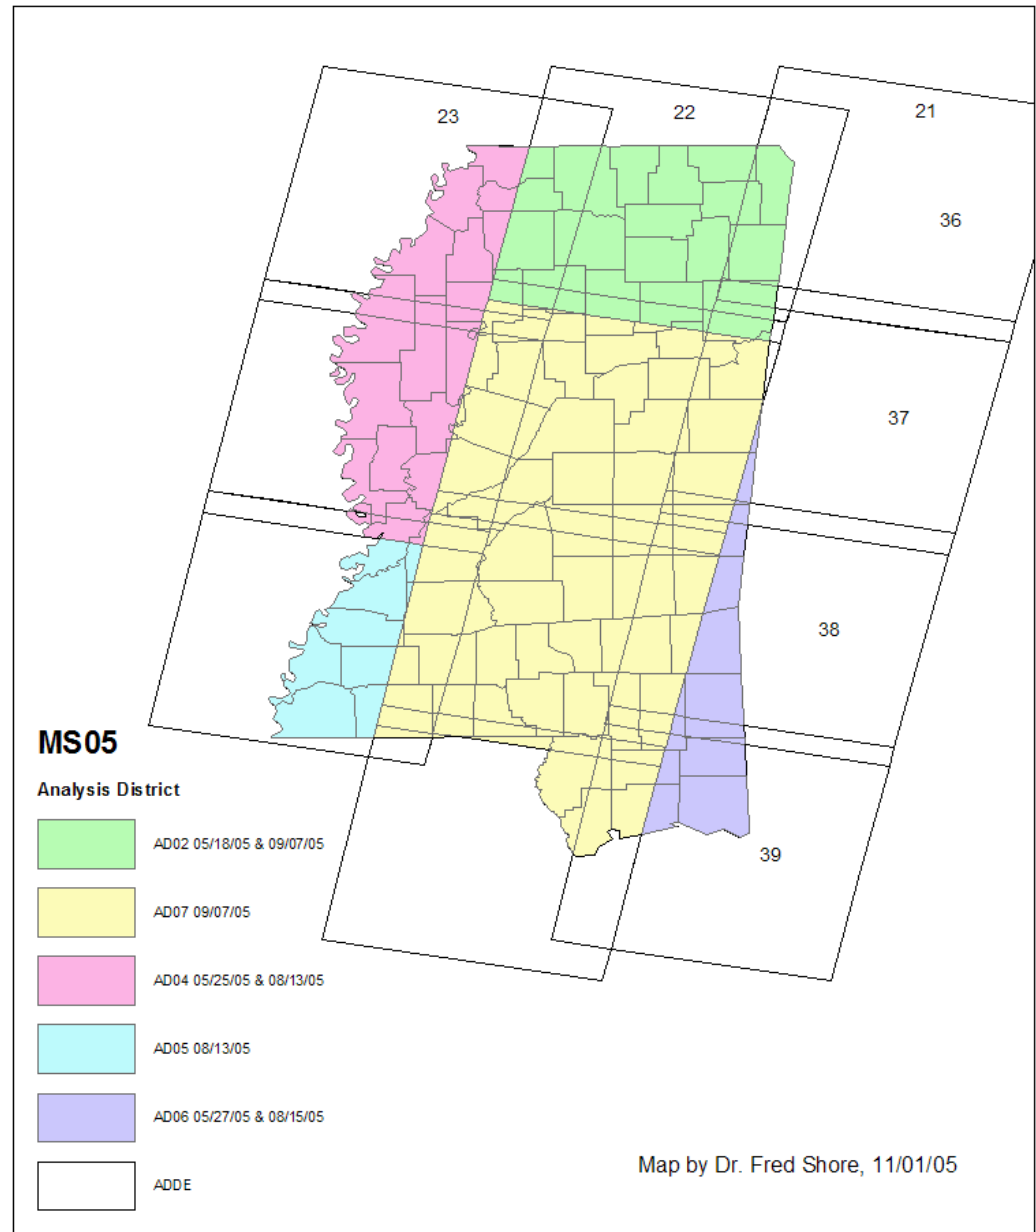 23
22
21
36
37
38
39
MS05
Analysis District
AD02 05/18/05 & 09/07/05
AD07 09/07/05
AD04 05/25/05 & 08/13/05
AD05 08/13/05
AD06 05/27/05 & 08/15/05
ADDE
Map by Dr. Fred Shore, 11/01/05